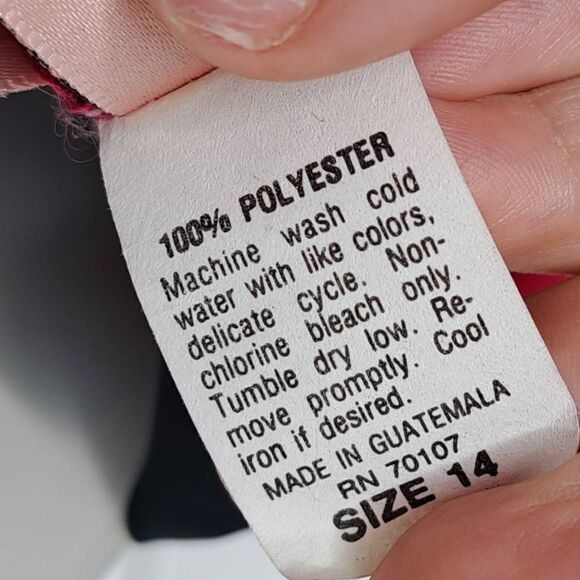 100% POLYESTER
Machine wash cold
water with like colors,
delicate cycle. Non-
chlorine bleach only.
Tumble dry low. Re-
move promptly. Cool
iron if desired.
MADE IN GUATEMALA
RN 70107
SIZE 14